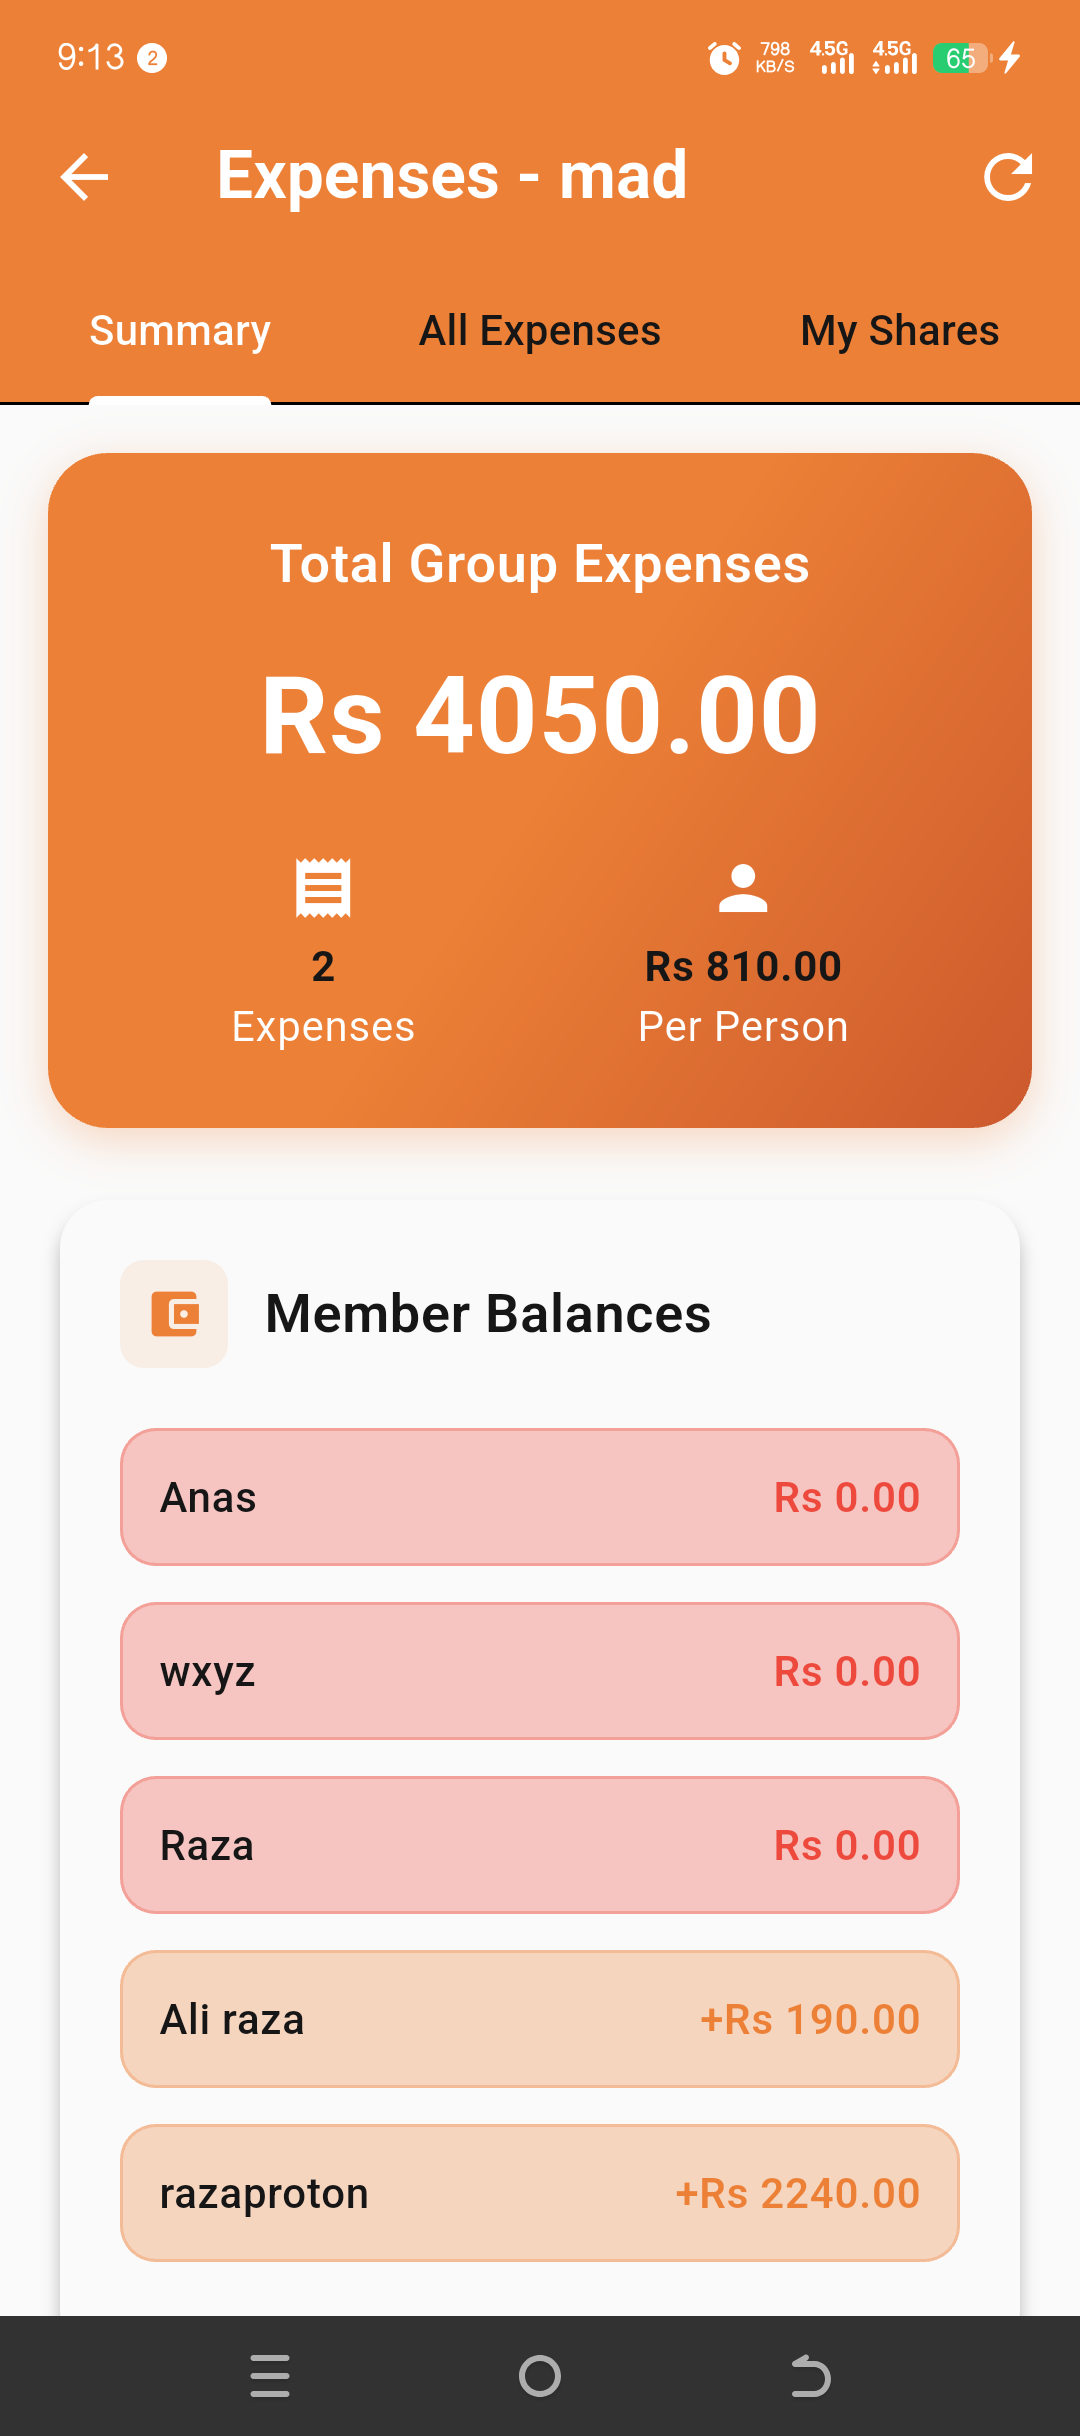 9:13 2 798 KB/S 4.5G 4.5G 65
Expenses - mad
Summary All Expenses My Shares
Total Group Expenses
Rs 4050.00
2 Rs 810.00
Expenses Per Person
Member Balances
Anas Rs 0.00
wxyz Rs 0.00
Raza Rs 0.00
Ali raza +Rs 190.00
razaproton +Rs 2240.00